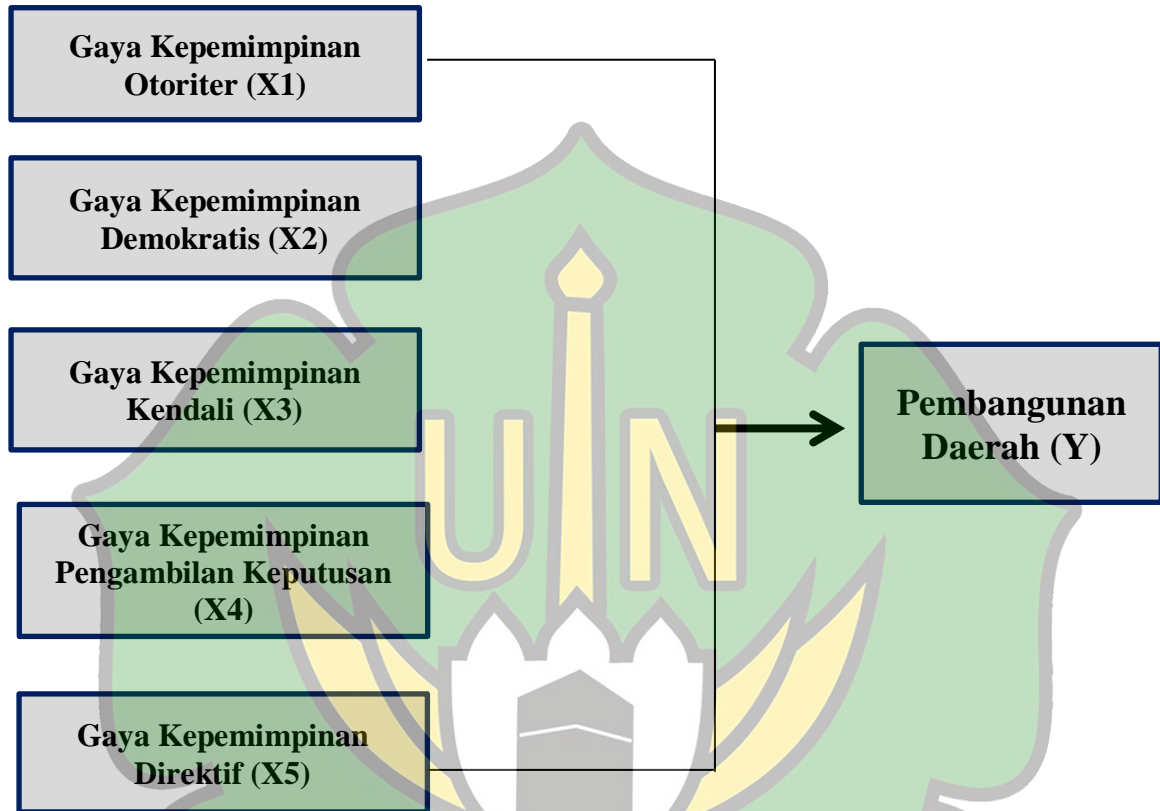 Gaya Kepemimpinan
Otoriter (X1)
Gaya Kepemimpinan
Demokratis (X2)
Gaya Kepemimpinan
Kendali (X3)
Gaya Kepemimpinan
Pengambilan Keputusan
(X4)
Gaya Kepemimpinan
Direktif (X5)
Pembangunan
Daerah (Y)
UIN